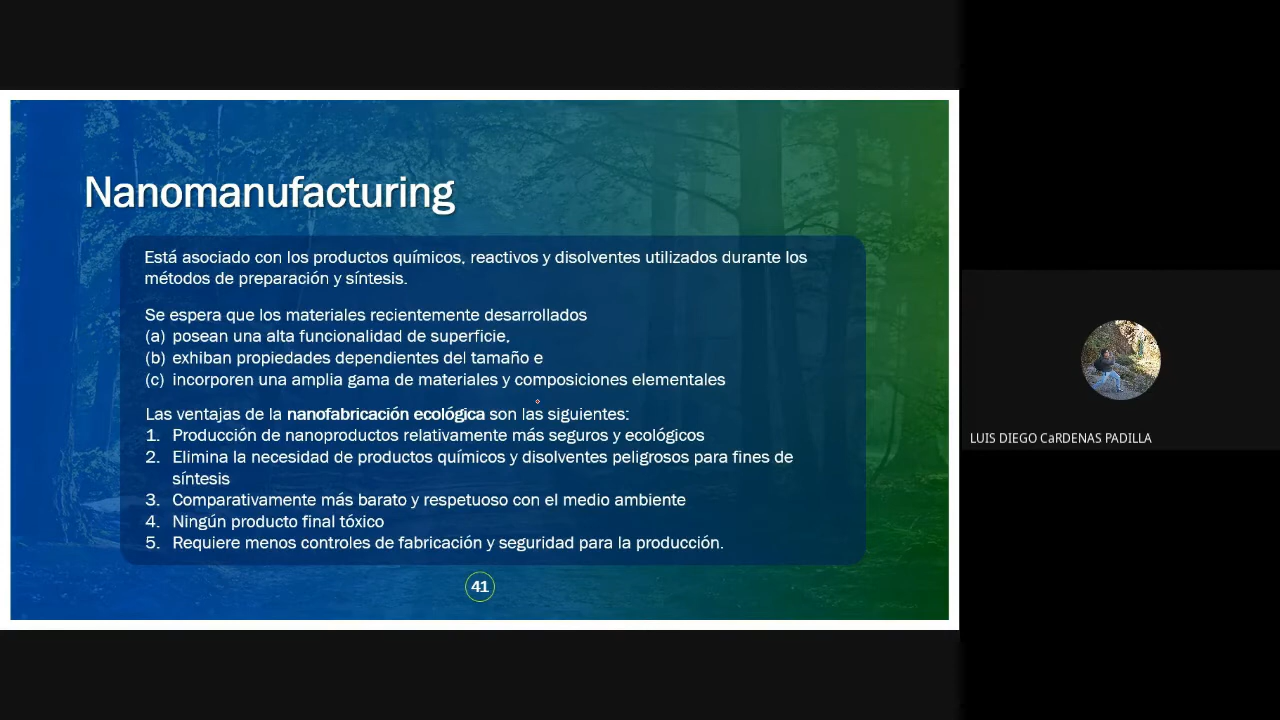 Nanomanufacturing
Está asociado con los productos químicos, reactivos y disolventes utilizados durante los
métodos de preparación y síntesis.
Se espera que los materiales recientemente desarrollados
(a) posean una alta funcionalidad de superficie,
(b) exhiban propiedades dependientes del tamaño e
(c) incorporen una amplia gama de materiales y composiciones elementales
Las ventajas de la nanofabricación ecológica son las siguientes:
1. Producción de nanoproductos relativamente más seguros y ecológicos
2. Elimina la necesidad de productos químicos y disolventes peligrosos para fines de
síntesis
3. Comparativamente más barato y respetuoso con el medio ambiente
4. Ningún producto final tóxico
5. Requiere menos controles de fabricación y seguridad para la producción.
41
LUIS DIEGO CaRDENAS PADILLA